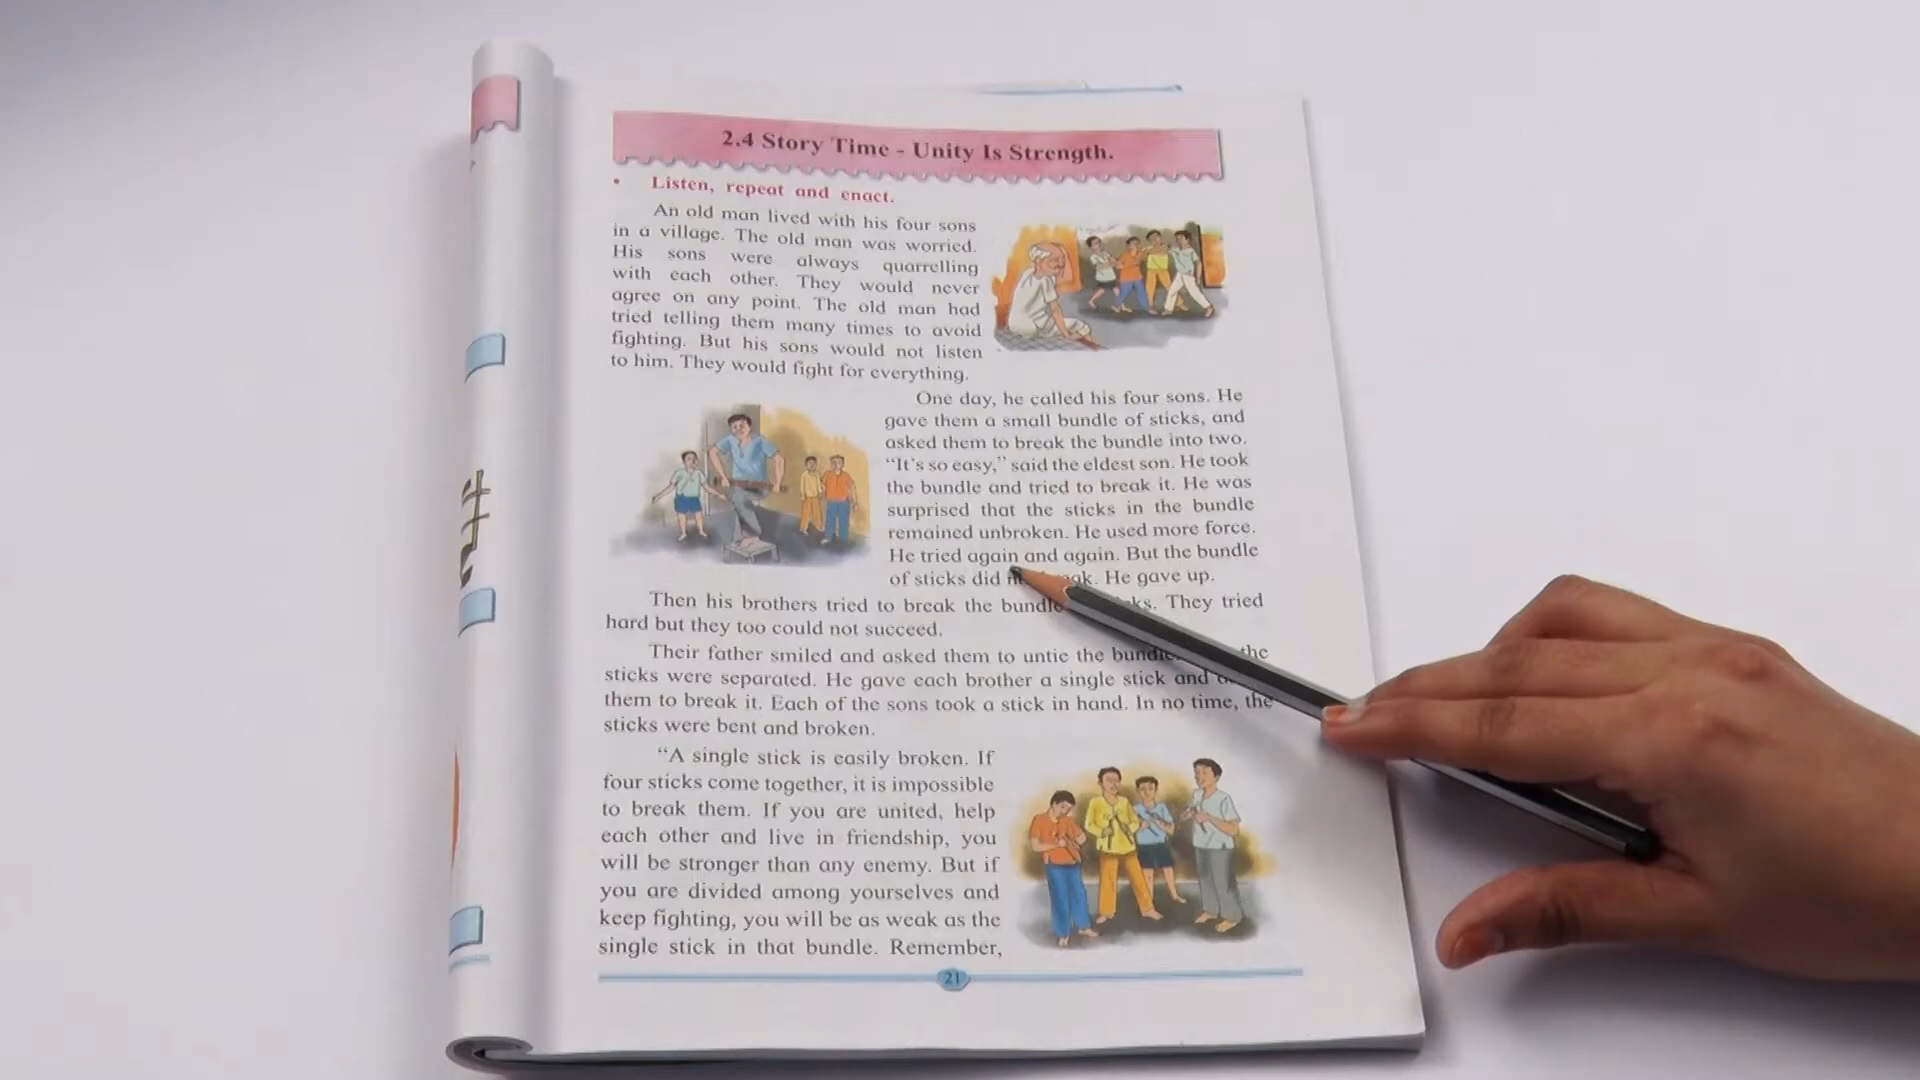 2.4 Story Time - Unity Is Strength.
• Listen, repeat and enact.
An old man lived with his four sons
in a village. The old man was worried.
His sons were always quarrelling
with each other. They would never
agree on any point. The old man had
tried telling them many times to avoid
fighting. But his sons would not listen
to him. They would fight for everything.
One day, he called his four sons. He
gave them a small bundle of sticks, and
asked them to break the bundle into two.
“It’s so easy,” said the eldest son. He took
the bundle and tried to break it. He was
surprised that the sticks in the bundle
remained unbroken. He used more force.
He tried again and again. But the bundle
of sticks did He gave up.
Then his brothers tried to break the bundle They tried
hard but they too could not succeed.
Their father smiled and asked them to untie the bundle the
sticks were separated. He gave each brother a single stick and
them to break it. Each of the sons took a stick in hand. In no time, the
sticks were bent and broken.
“A single stick is easily broken. If
four sticks come together, it is impossible
to break them. If you are united, help
each other and live in friendship, you
will be stronger than any enemy. But if
you are divided among yourselves and
keep fighting, you will be as weak as the
single stick in that bundle. Remember,
21